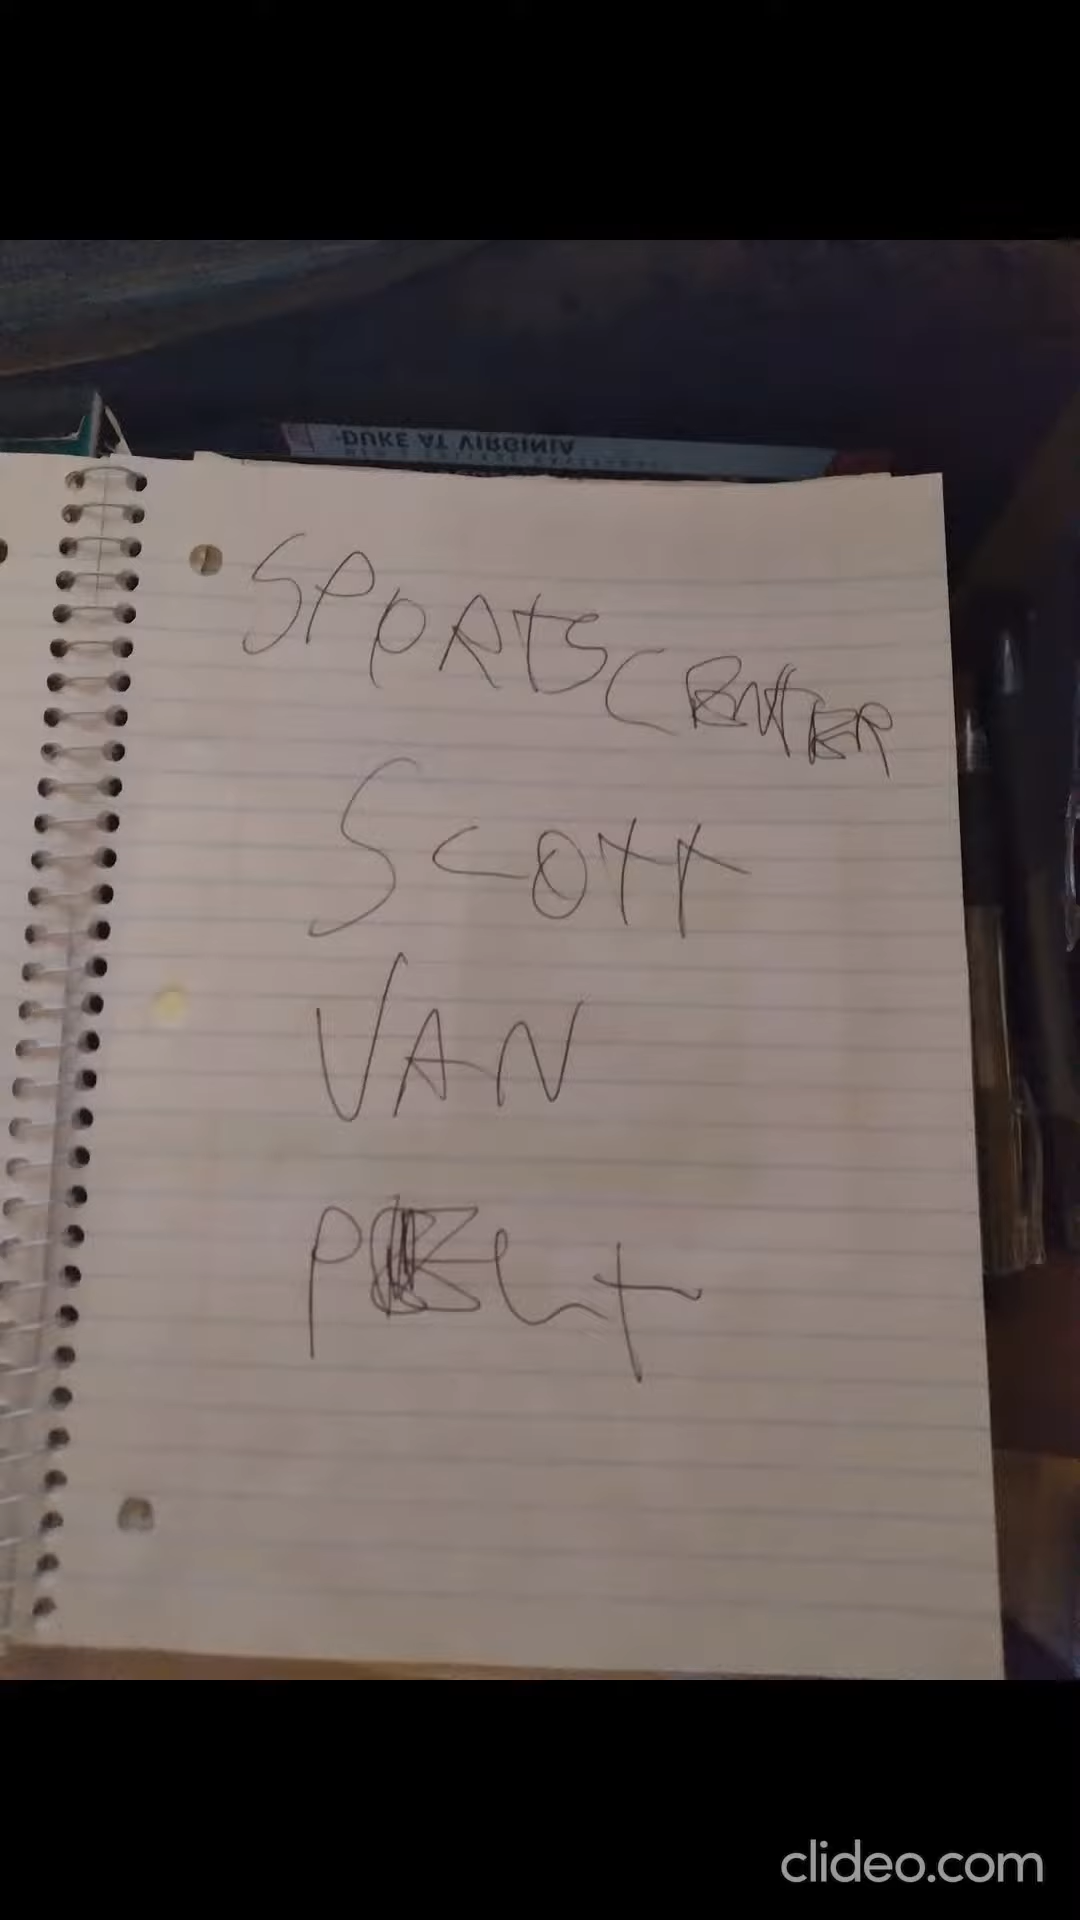 DUKE AT VIRGINIA
SPORTSCENTER
SCOTT
VAN
PELT
clideo.com